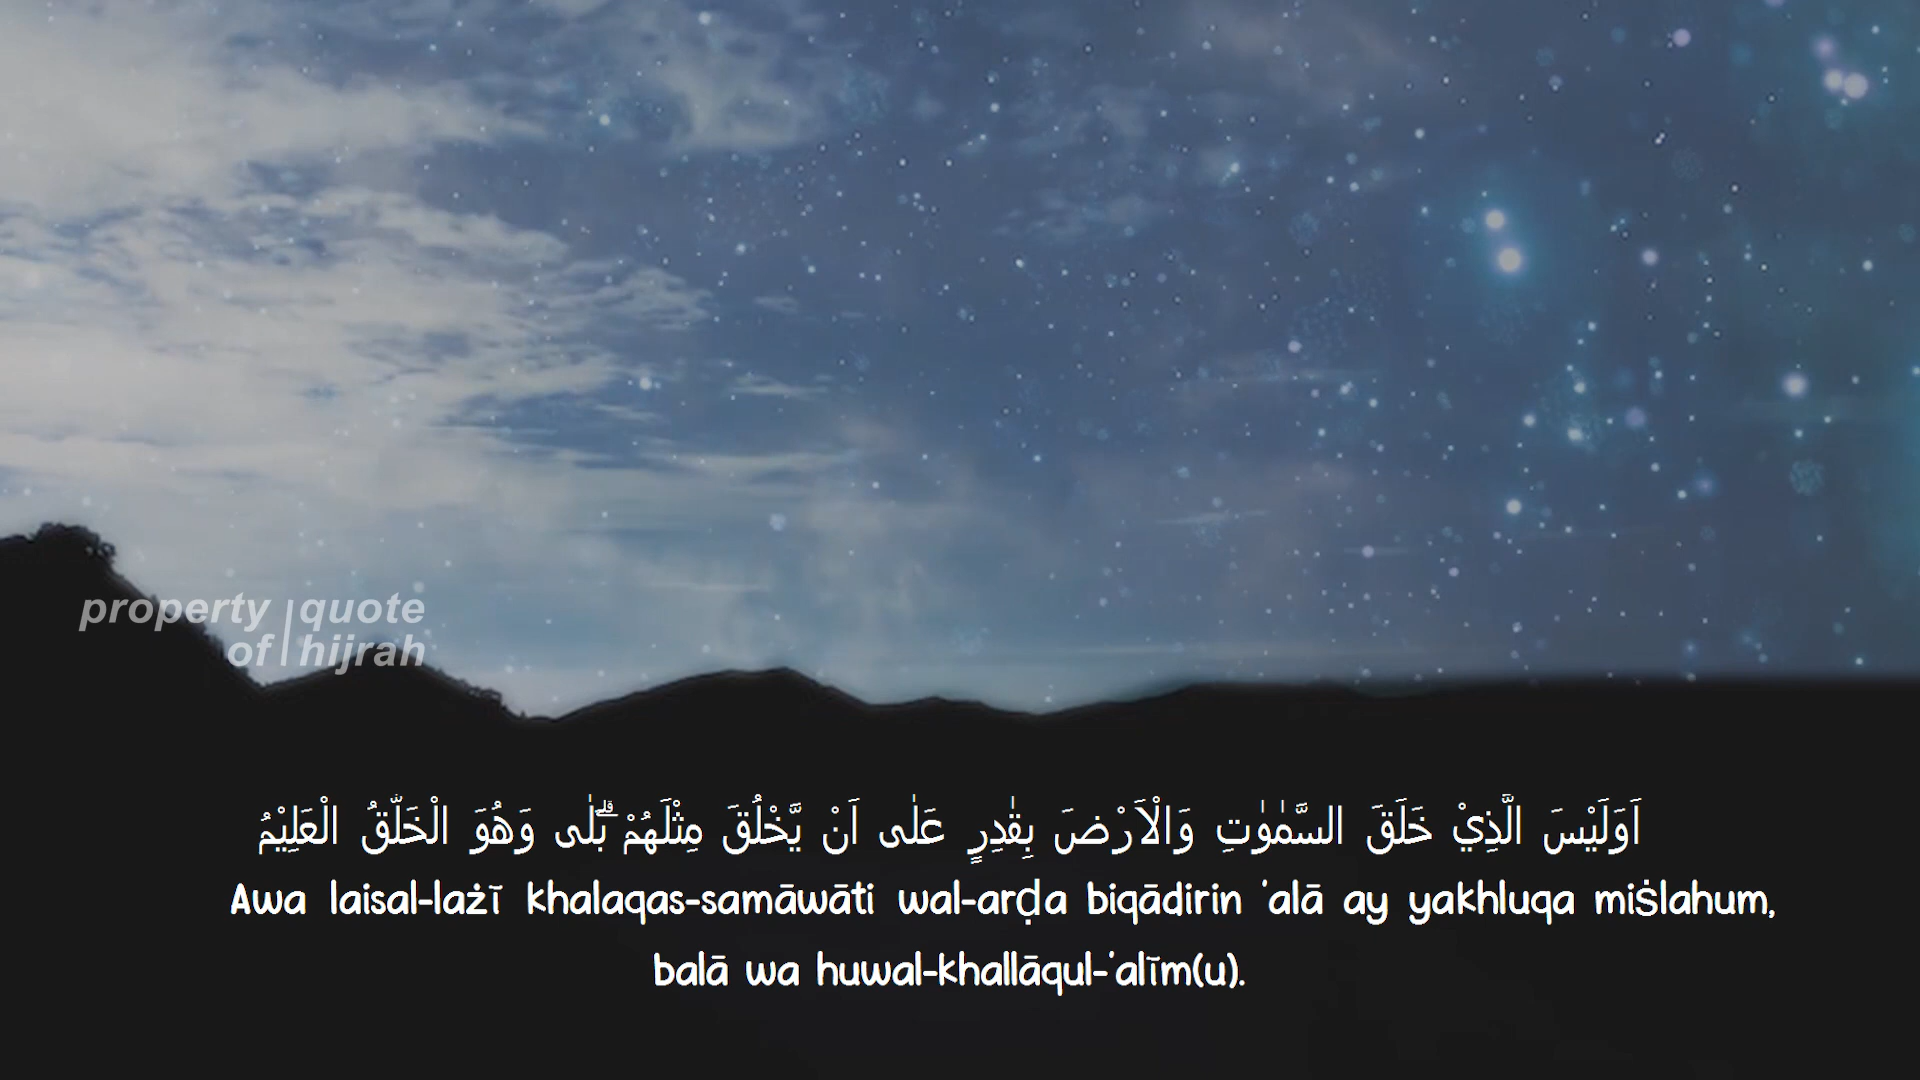 property | quote
of | hijrah
اَوَلَيْسَ الَّذِيْ خَلَقَ السَّمٰوٰتِ وَالْاَرْضَ بِقٰدِرٍ عَلٰٓى اَنْ يَّخْلُقَ مِثْلَهُمْ ۗبَلٰى وَهُوَ الْخَلّٰقُ الْعَلِيْمُ
Awa laisal-lażī khalaqas-samāwāti wal-arḍa biqādirin ‘alā ay yakhluqa miṡlahum,
balā wa huwal-khallāqul-‘alīm(u).